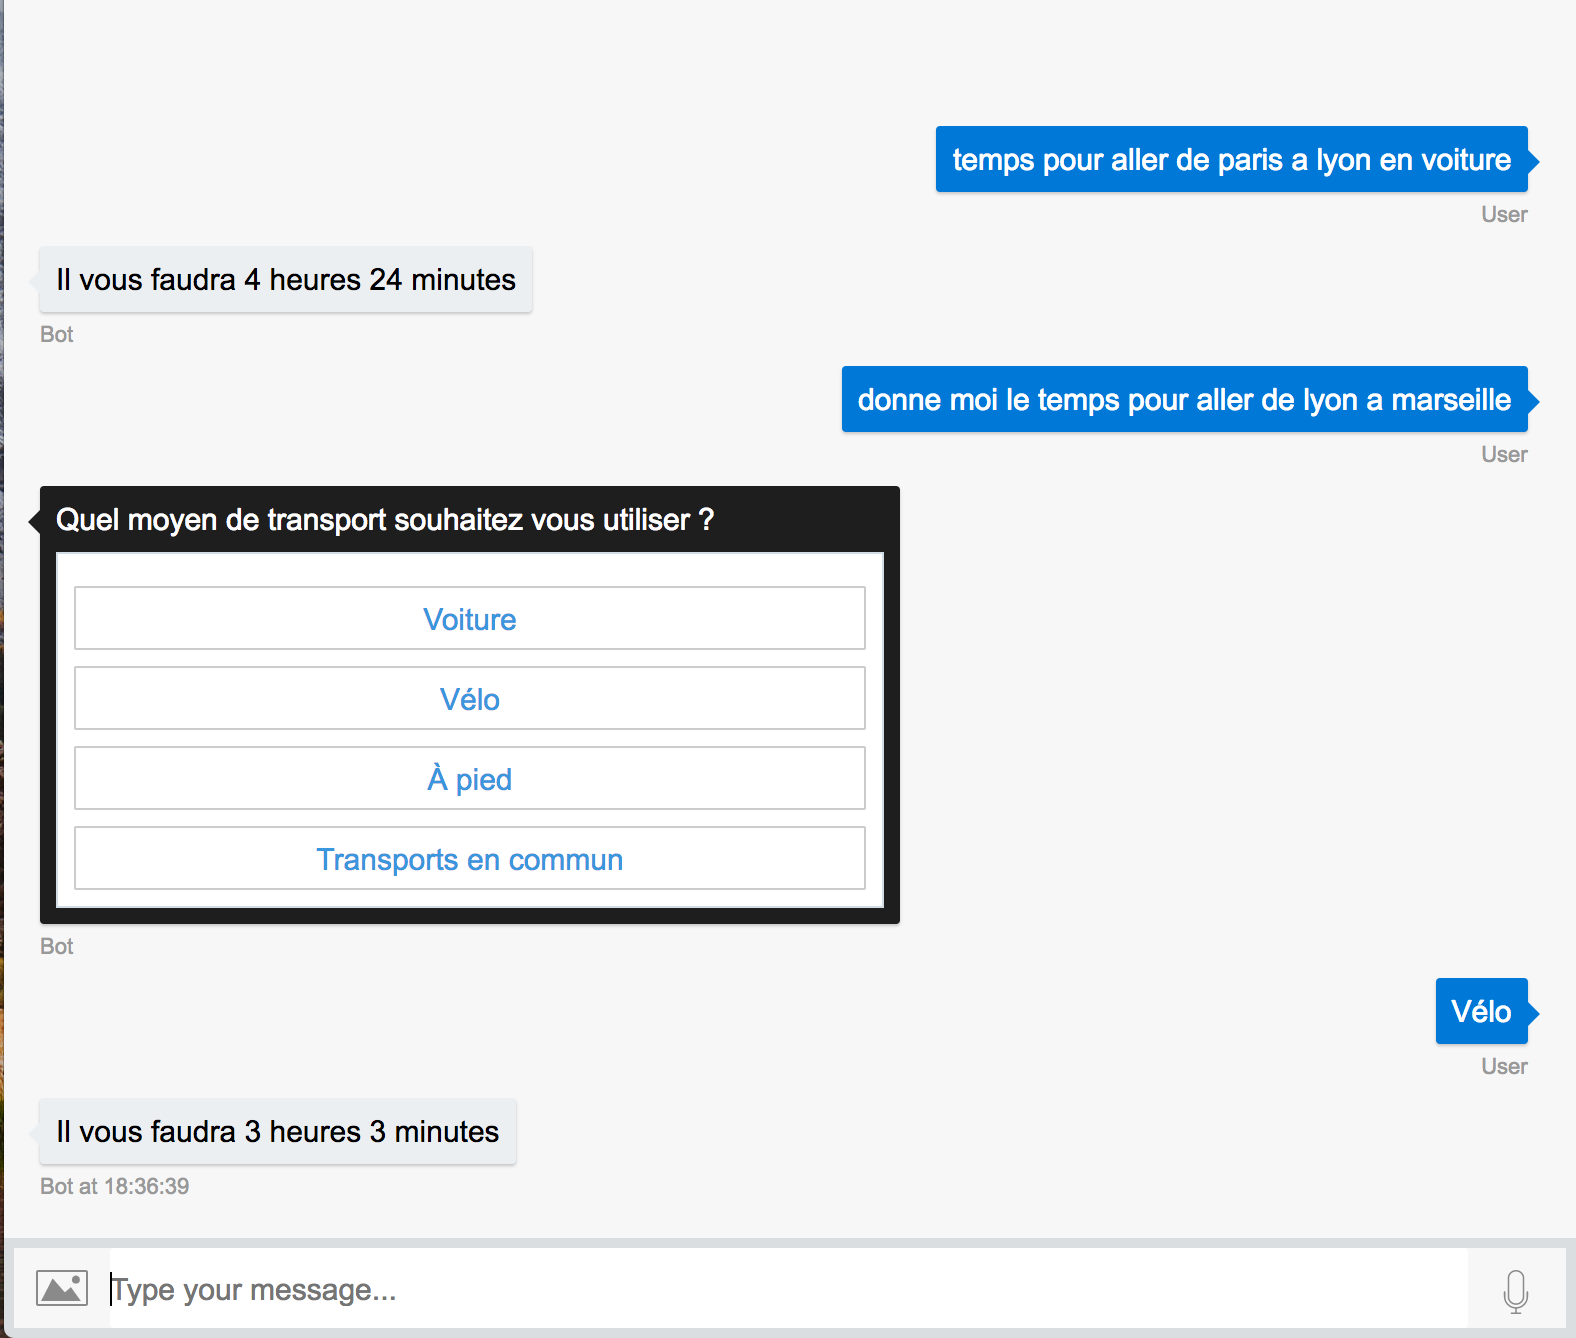 temps pour aller de paris a lyon en voiture
User
Il vous faudra 4 heures 24 minutes
Bot
donne moi le temps pour aller de lyon a marseille
User
Quel moyen de transport souhaitez vous utiliser ?
Voiture
Vélo
À pied
Transports en commun
Bot
Vélo
User
Il vous faudra 3 heures 3 minutes
Bot at 18:36:39
Type your message...